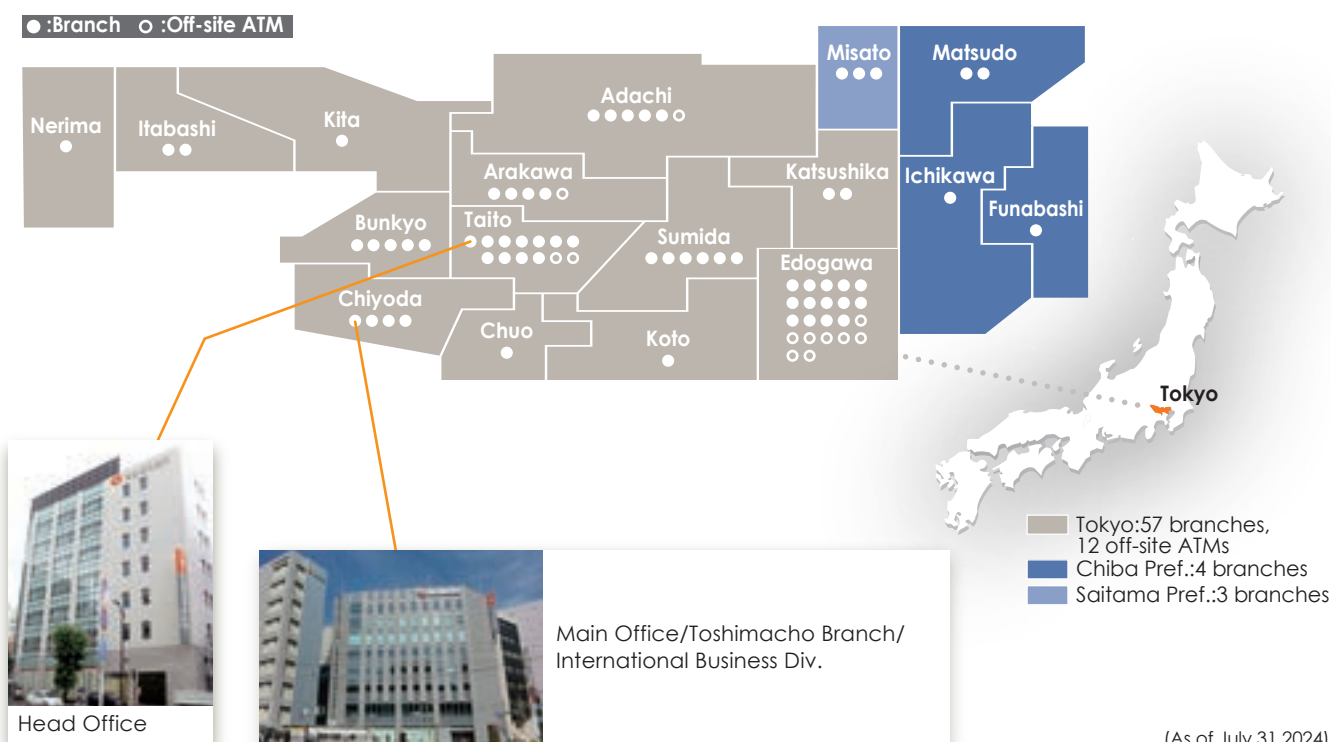 :Branch :Off-site ATM
Misato
Matsudo
Adachi
Nerima
Itabashi
Kita
Arakawa
Katsushika
Ichikawa
Bunkyo
Taito
Sumida
Funabashi
Edogawa
Chiyoda
Chuo
Koto
Tokyo
Tokyo:57 branches,
12 off-site ATMs
Chiba Pref.:4 branches
Saitama Pref.:3 branches
Main Office/Toshimacho Branch/
International Business Div.
Head Office
(As of July 31,2024)